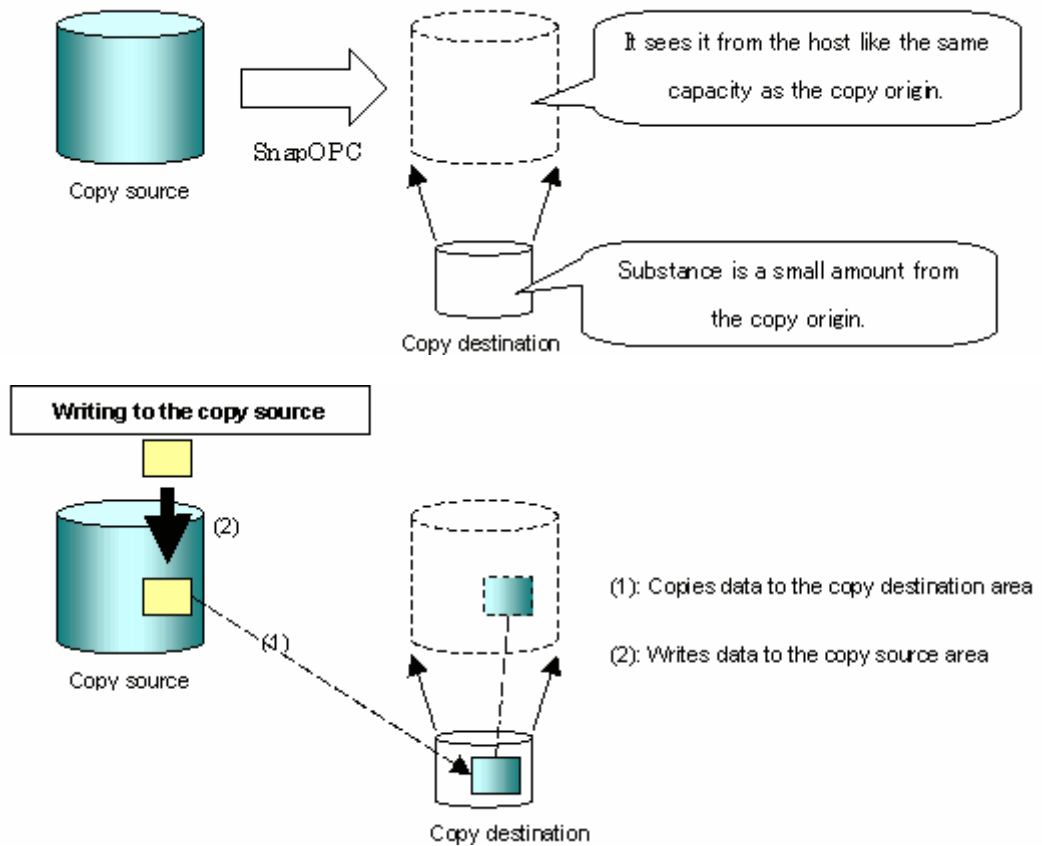 It sees it from the host like the same
capacity as the copy origin.
SnapOPC
Copy source
Substance is a small amount from
the copy origin.
Copy destination
Writing to the copy source
(2)
(1): Copies data to the copy destination area
(1)
(2): Writes data to the copy source area
Copy source
Copy destination